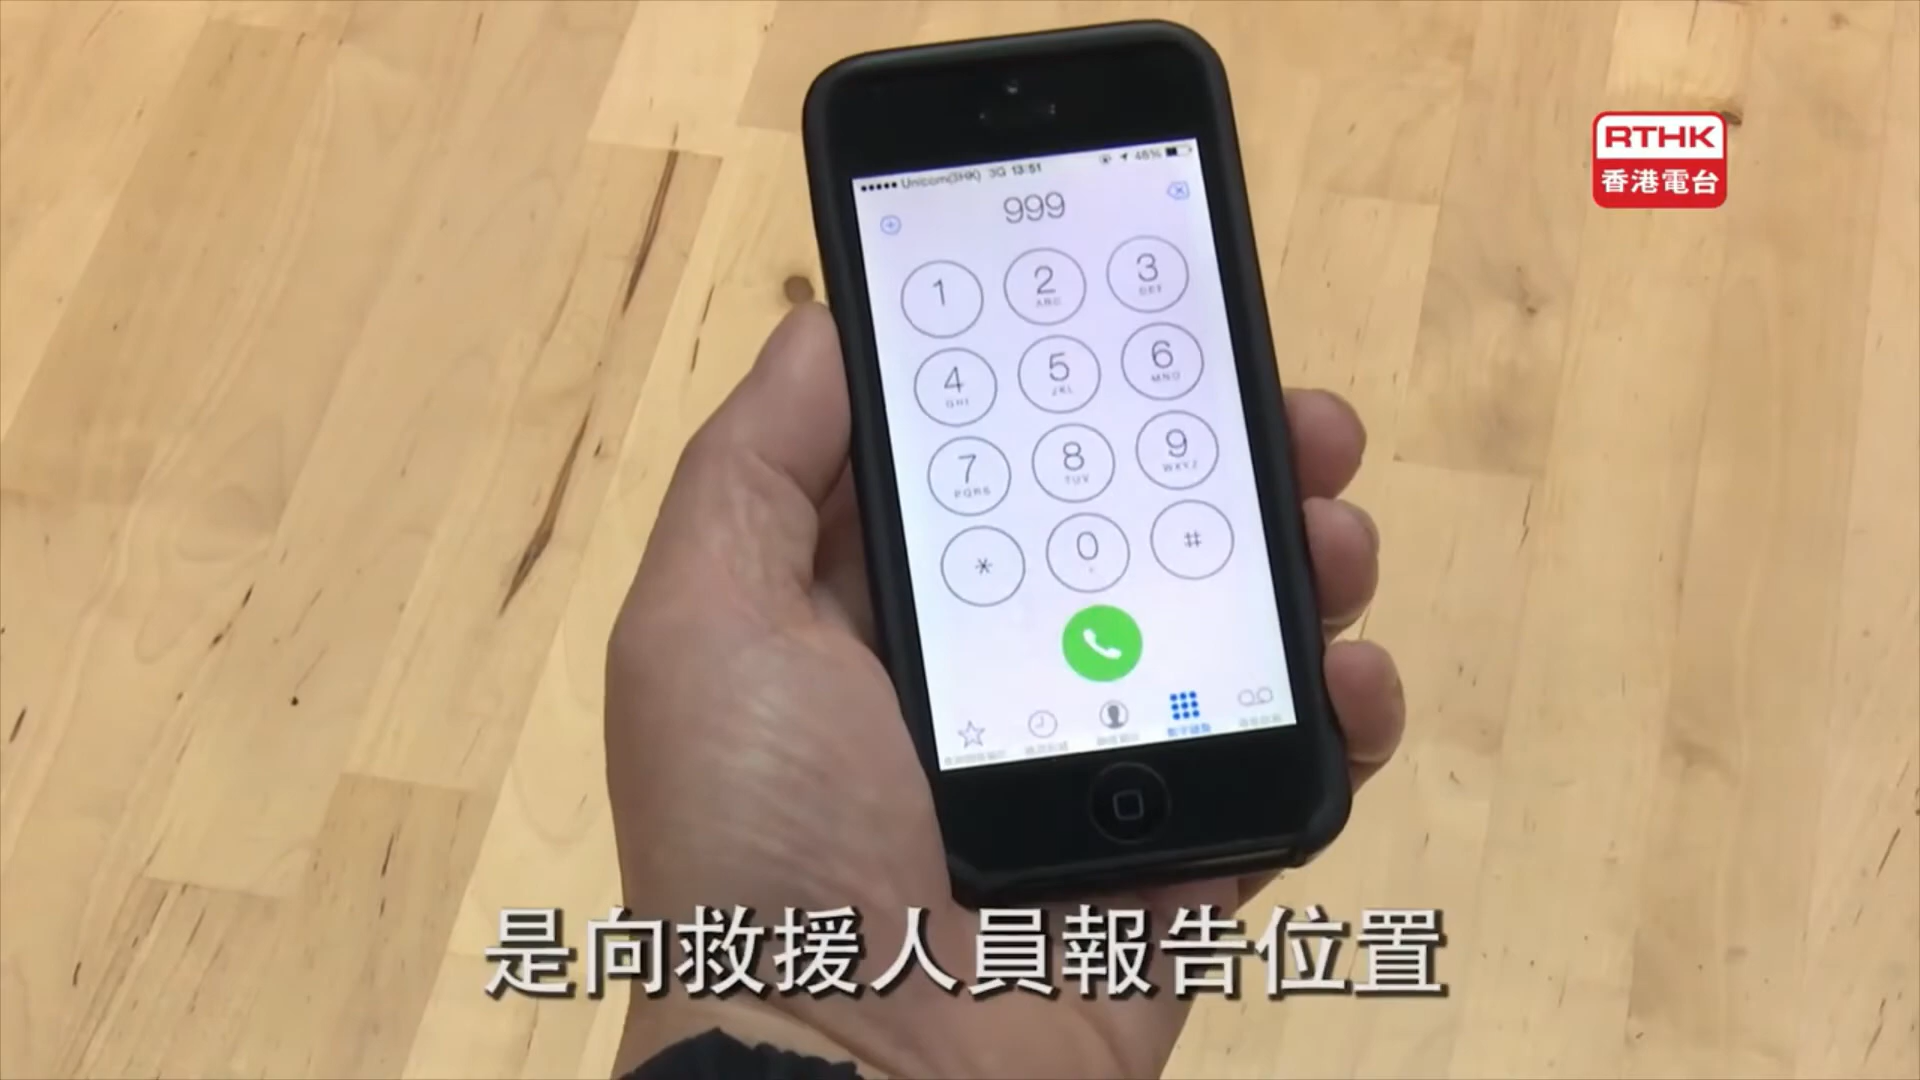 RTHK
香港電台
Unicom(3HK) 3G 13:51 46%
999
1
2 ABC
3 DEF
4 GHI
5 JKL
6 MNO
7 PQRS
8 TUV
9 WXYZ
*
0
#
是向救援人員報告位置